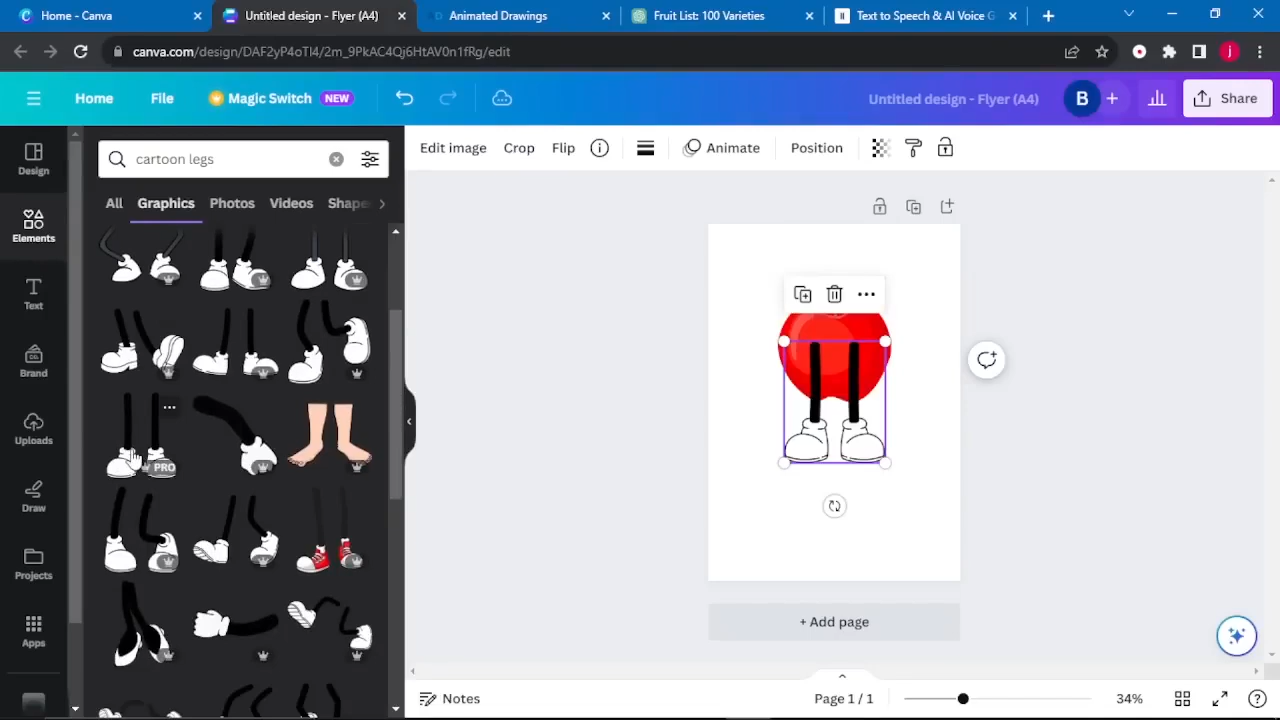 Home - Canva
Untitled design - Flyer (A4)
Animated Drawings
Fruit List: 100 Varieties
Text to Speech & AI Voice G
canva.com/design/DAF2yP4oTl4/2m_9PkAC4Qj6HtAV0n1fRg/edit
j
Home
File
Magic Switch
NEW
Untitled design - Flyer (A4)
B
Share
Design
Elements
Text
Brand
Uploads
Draw
Projects
Apps
cartoon legs
All
Graphics
Photos
Videos
Shape
PRO
Edit image
Crop
Flip
Animate
Position
+ Add page
Notes
Page 1 / 1
34%